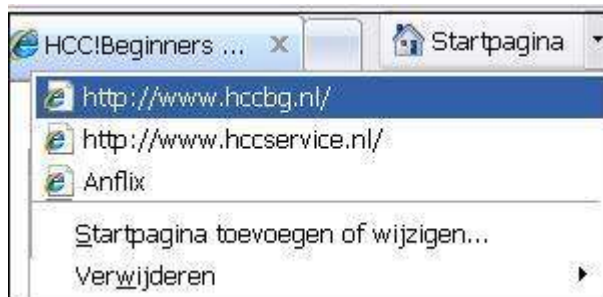 HCC!Beginners ... x Startpagina
http://www.hccbg.nl/
http://www.hccservice.nl/
Anflix
Startpagina toevoegen of wijzigen...
Verwijderen